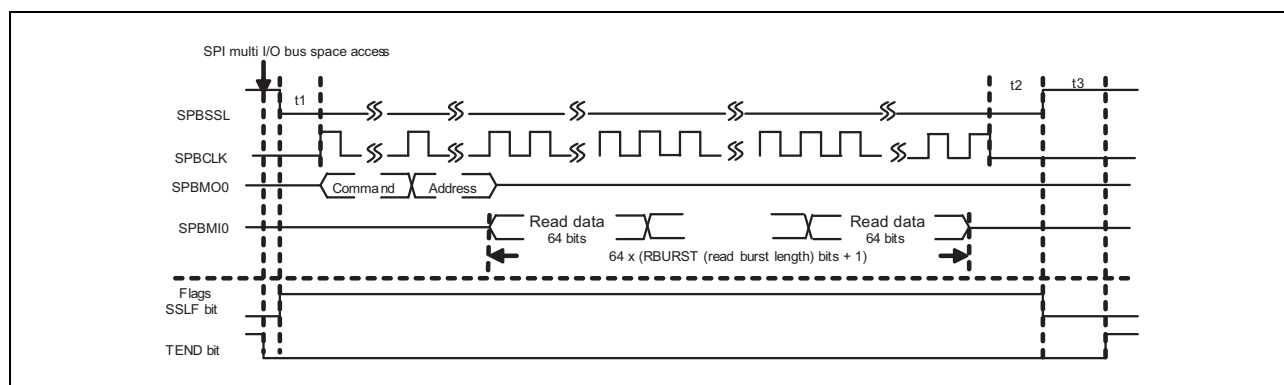 SPI multi I/O bus space access
t1
t2
t3
SPBSSL
SPBCLK
SPBMO0
Command
Address
SPBMI0
Read data
64 bits
Read data
64 bits
64 x (RBURST (read burst length) bits + 1)
Flags
SSLF bit
TEND bit